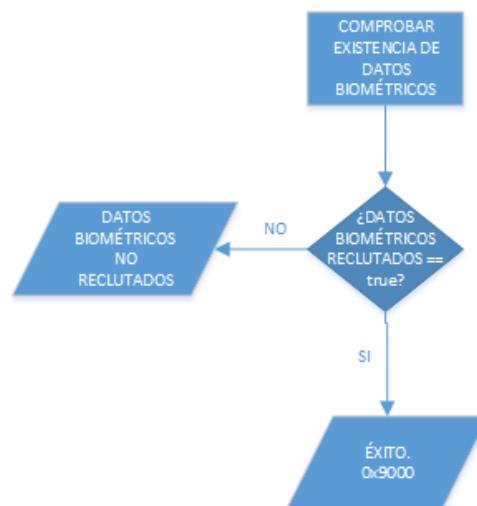 COMPROBAR
EXISTENCIA DE
DATOS
BIOMÉTRICOS
¿DATOS
BIOMÉTRICOS
RECLUTADOS ==
true?
NO
DATOS
BIOMÉTRICOS
NO
RECLUTADOS
SI
ÉXITO.
0x9000